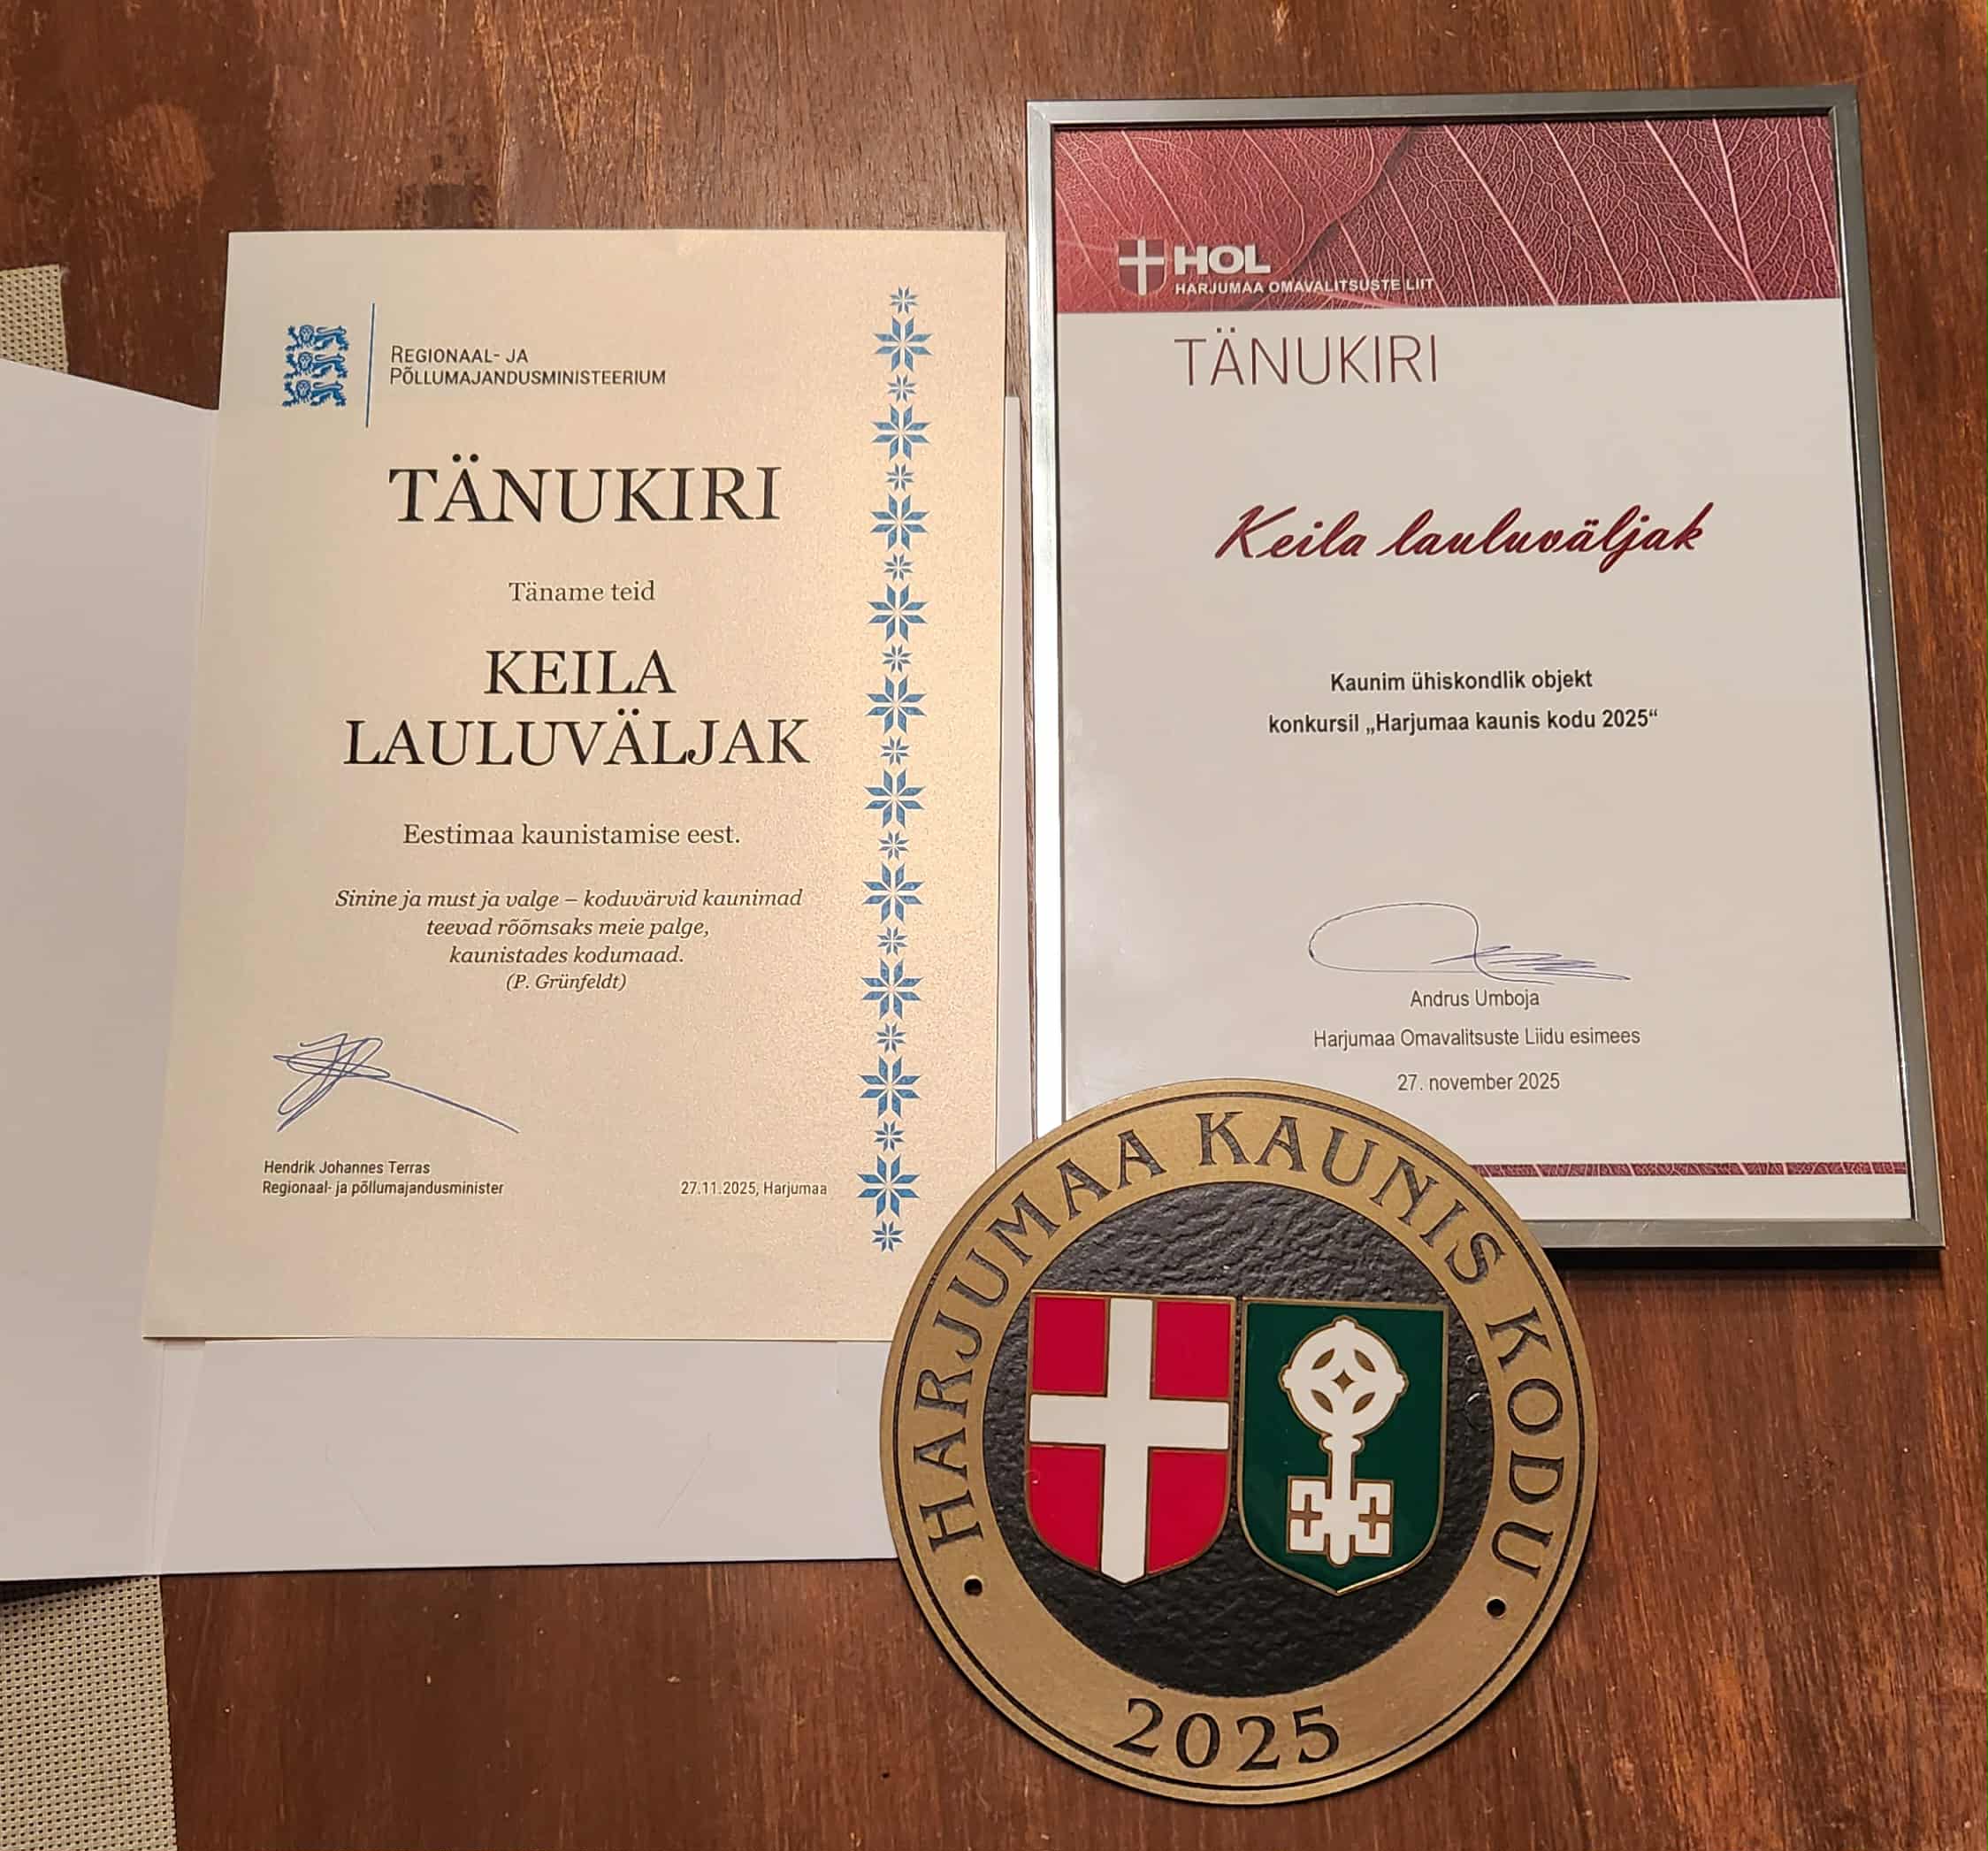 REGIONAAL- JA
PÕLLUMAJANDUSMINISTEERIUM
TÄNUKIRI
Täname teid
KEILA
LAULUVÄLJAK
Eestimaa kaunistamise eest.
Sinine ja must ja valge – koduvärvid kaunimad
teevad rõõmsaks meie palge,
kaunistades kodumaad.
(P. Grünfeldt)
Hendrik Johannes Terras
Regionaal- ja põllumajandusminister
27.11.2025, Harjumaa
HOL
HARJUMAA OMAVALITSUSTE LIIT
TÄNUKIRI
Keila lauluväljak
Kaunim ühiskondlik objekt
konkursil „Harjumaa kaunis kodu 2025“
Andrus Umboja
Harjumaa Omavalitsuste Liidu esimees
27. november 2025
HARJUMAA KAUNIS KODU
2025